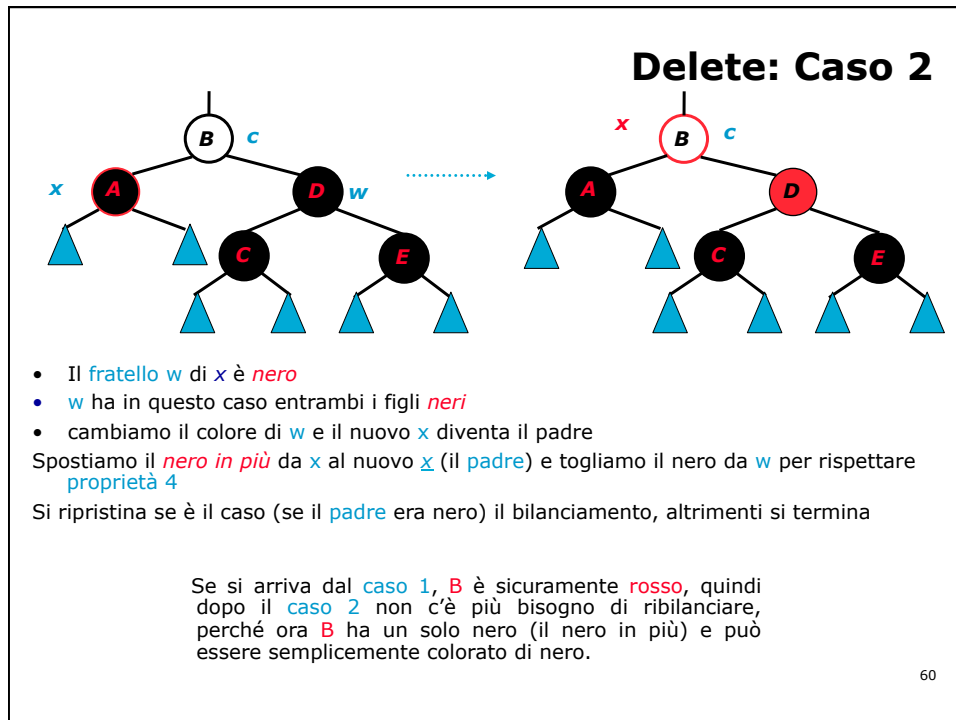 Delete: Caso 2
B c
x A D w
C E
x B c
A D
C E
• Il fratello w di x è nero
• w ha in questo caso entrambi i figli neri
• cambiamo il colore di w e il nuovo x diventa il padre
Spostiamo il nero in più da x al nuovo x (il padre) e togliamo il nero da w per rispettare
proprietà 4
Si ripristina se è il caso (se il padre era nero) il bilanciamento, altrimenti si termina
Se si arriva dal caso 1, B è sicuramente rosso, quindi
dopo il caso 2 non c’è più bisogno di ribilanciare,
perché ora B ha un solo nero (il nero in più) e può
essere semplicemente colorato di nero.
60